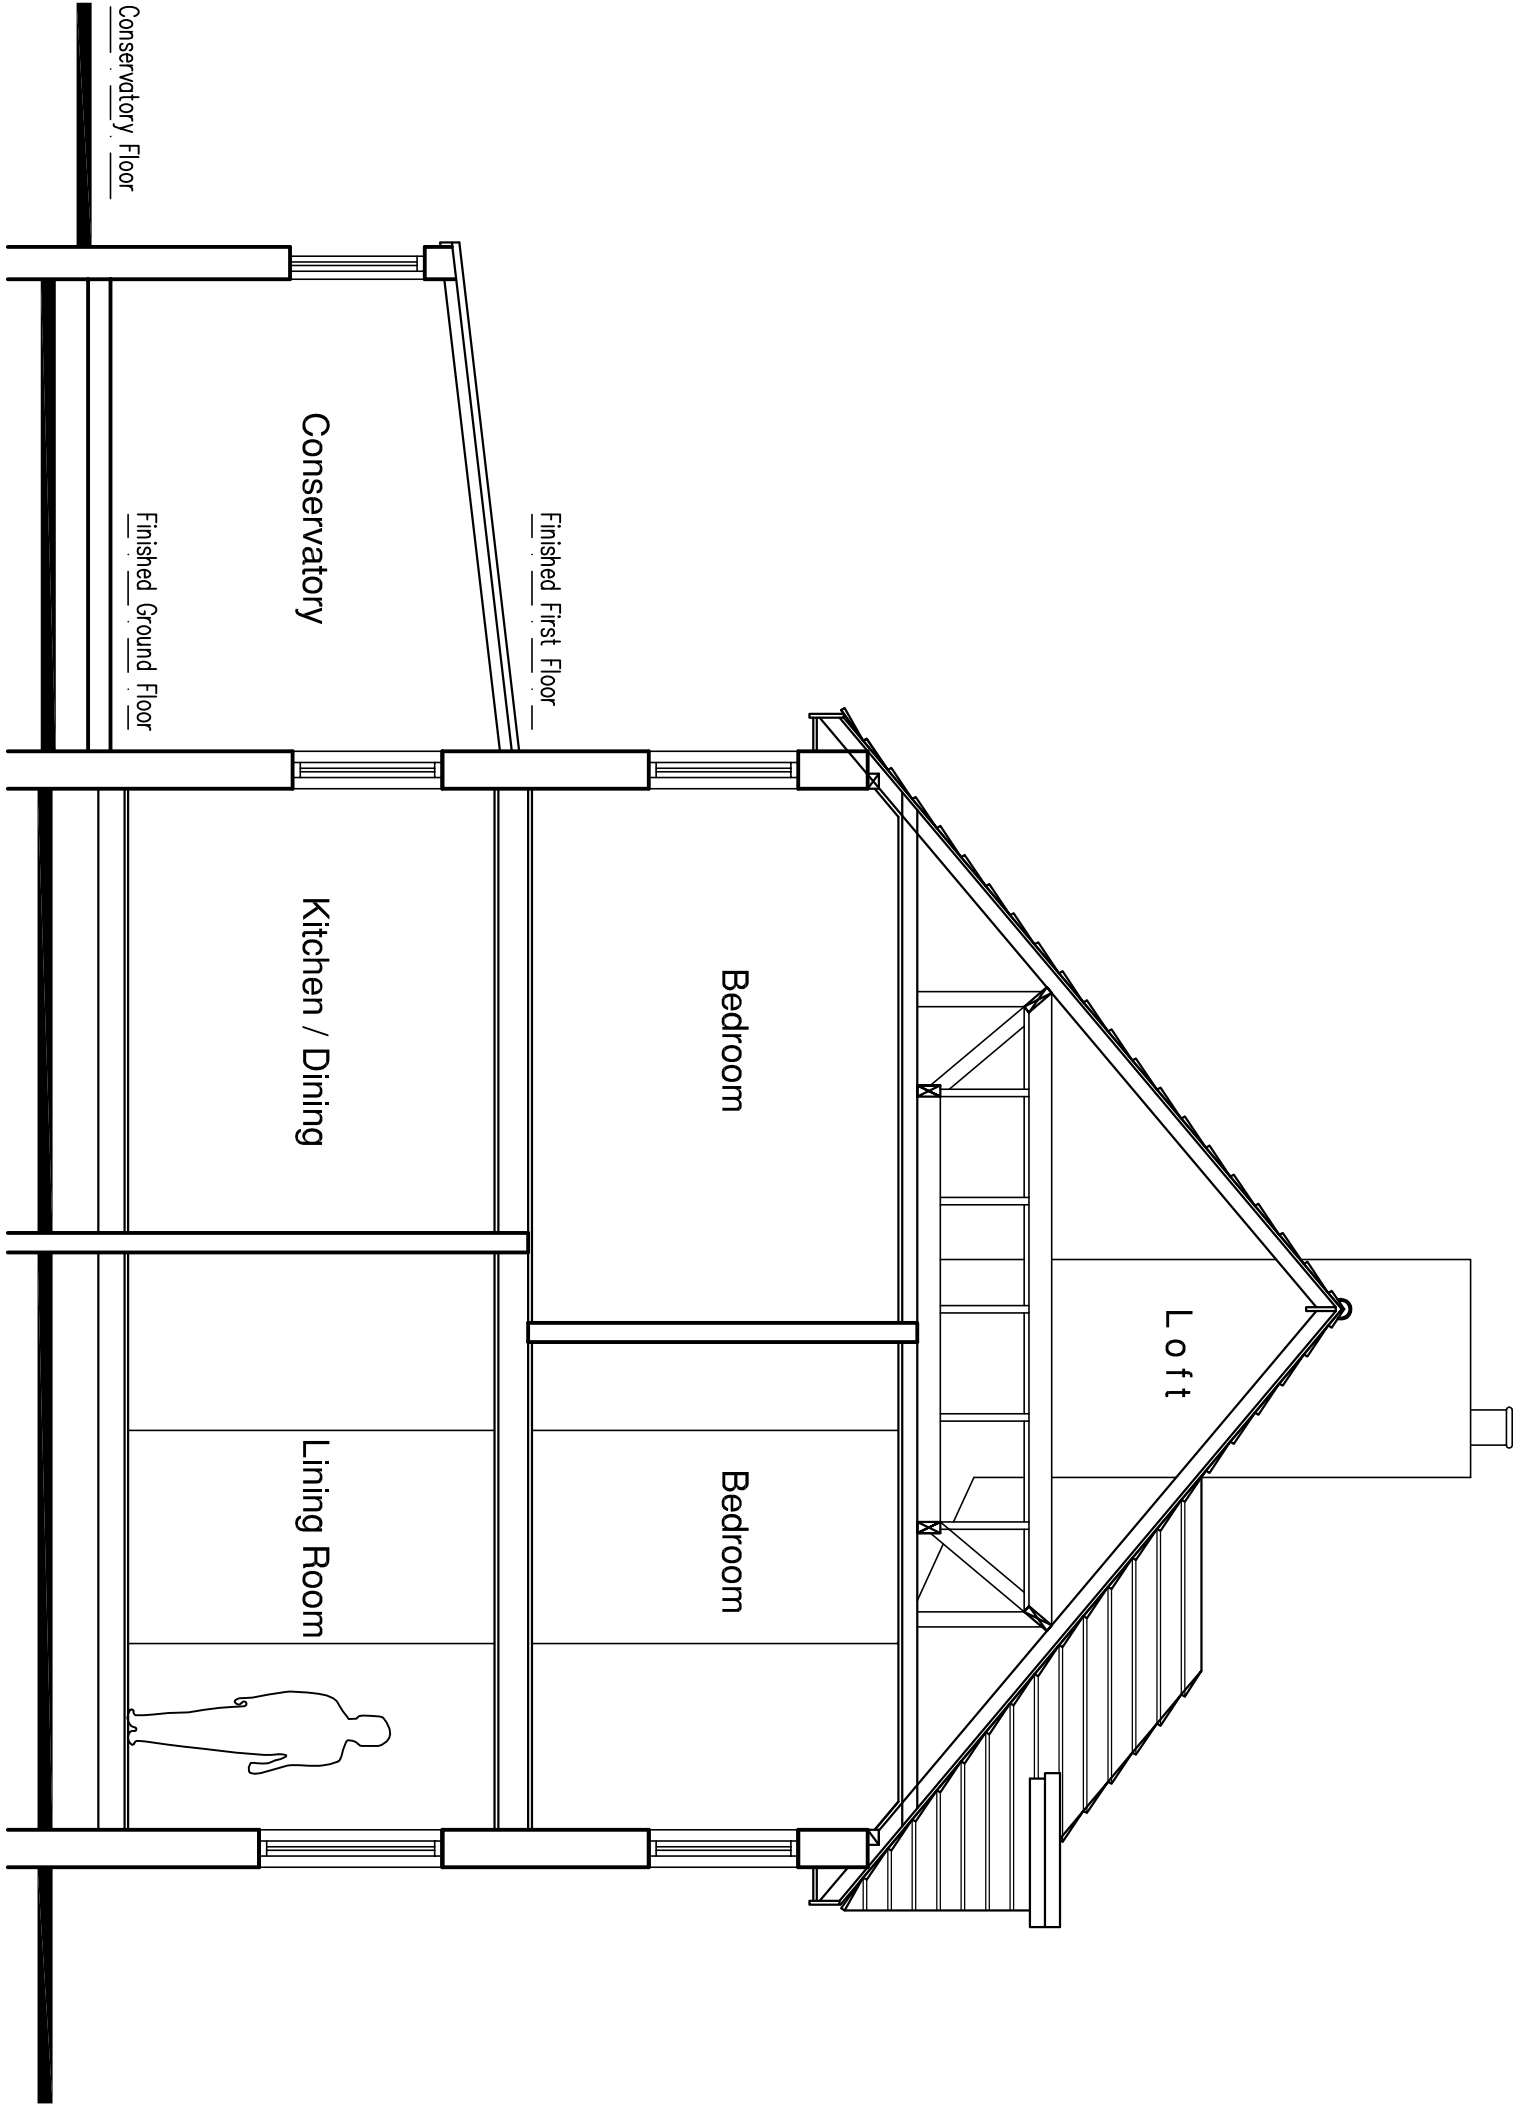 Loft
Bedroom
Bedroom
Finished First Floor
Conservatory
Kitchen / Dining
Lining Room
Finished Ground Floor
Conservatory Floor